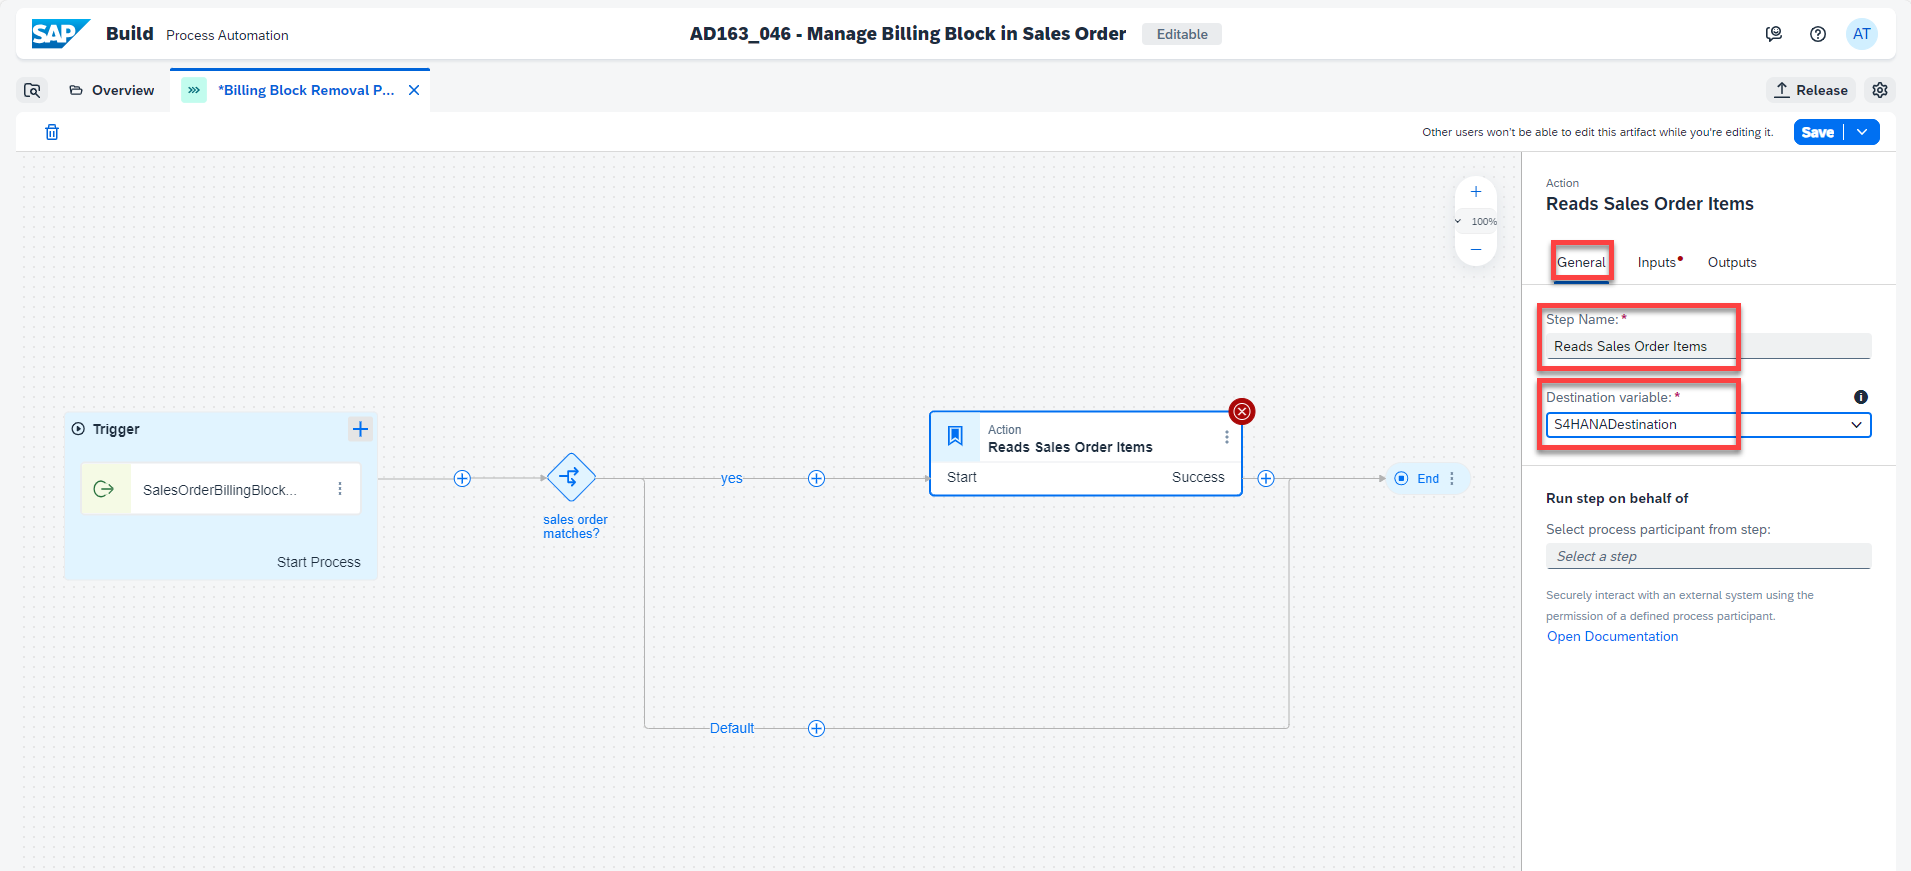 SAP Build Process Automation
AD163_046 - Manage Billing Block in Sales Order Editable
AT
Overview
*Billing Block Removal P...
Release
Other users won't be able to edit this artifact while you're editing it.
Save
100%
Action
Reads Sales Order Items
General Inputs Outputs
Step Name: *
Reads Sales Order Items
Destination variable: *
S4HANADestination
Run step on behalf of
Select process participant from step:
Select a step
Securely interact with an external system using the
permission of a defined process participant.
Open Documentation
Trigger
SalesOrderBillingBlock...
Start Process
sales order
matches?
yes
Action
Reads Sales Order Items
Start Success
End
Default